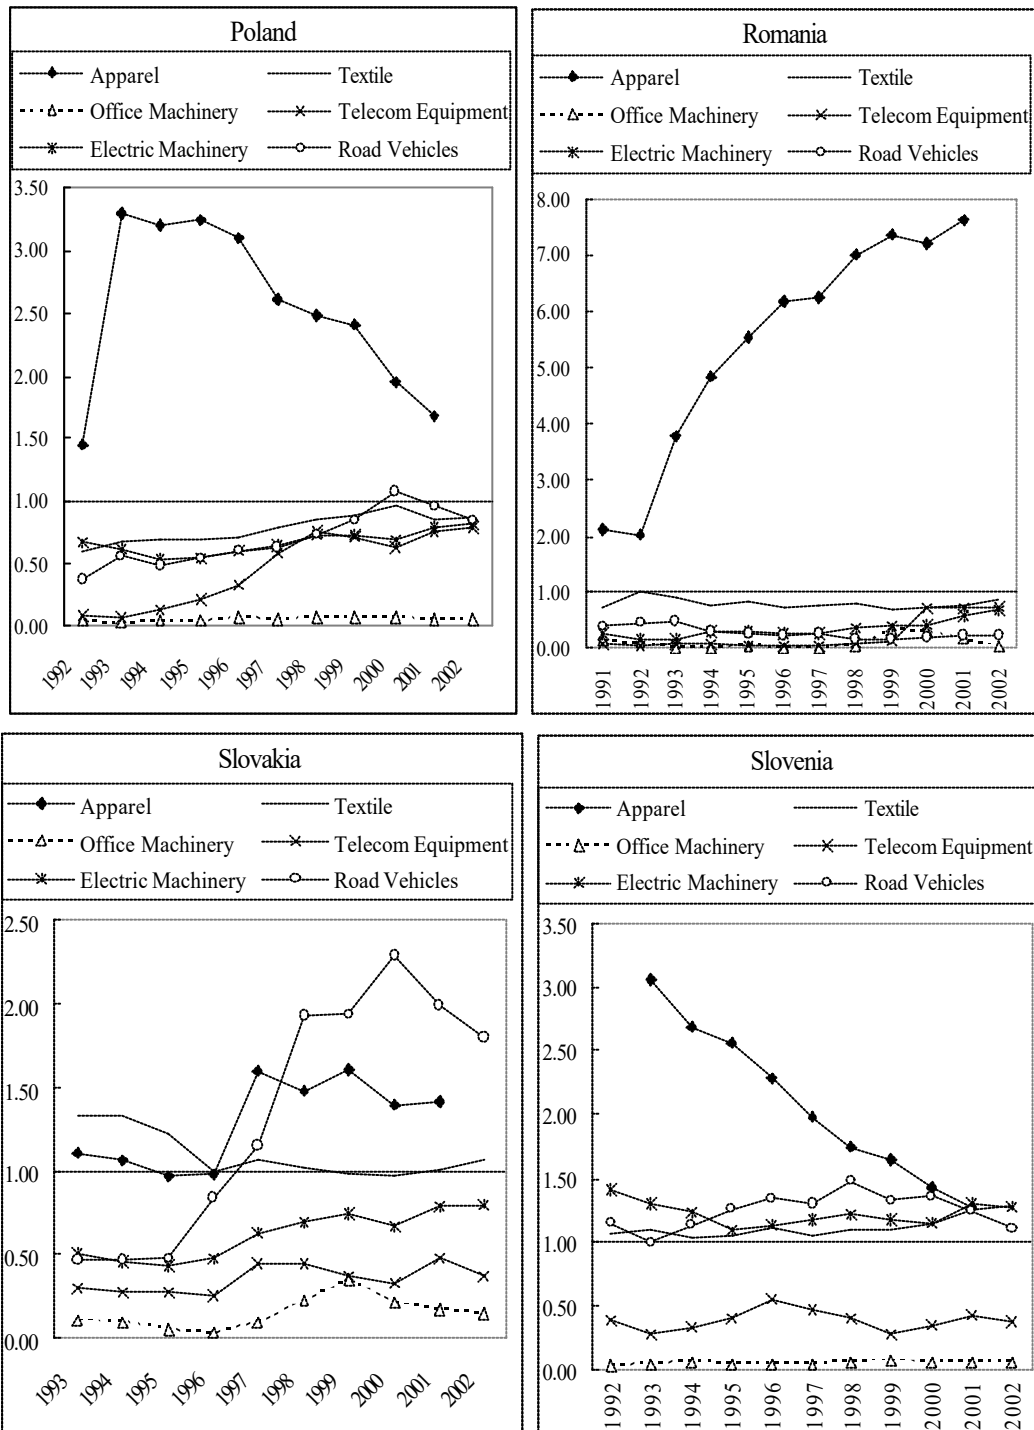 Poland
Apparel Textile
Office Machinery Telecom Equipment
Electric Machinery Road Vehicles
3.50
3.00
2.50
2.00
1.50
1.00
0.50
0.00
1992 1993 1994 1995 1996 1997 1998 1999 2000 2001 2002
Romania
Apparel Textile
Office Machinery Telecom Equipment
Electric Machinery Road Vehicles
8.00
7.00
6.00
5.00
4.00
3.00
2.00
1.00
0.00
1991 1992 1993 1994 1995 1996 1997 1998 1999 2000 2001 2002
Slovakia
Apparel Textile
Office Machinery Telecom Equipment
Electric Machinery Road Vehicles
2.50
2.00
1.50
1.00
0.50
0.00
1993 1994 1995 1996 1997 1998 1999 2000 2001 2002
Slovenia
Apparel Textile
Office Machinery Telecom Equipment
Electric Machinery Road Vehicles
3.50
3.00
2.50
2.00
1.50
1.00
0.50
0.00
1992 1993 1994 1995 1996 1997 1998 1999 2000 2001 2002